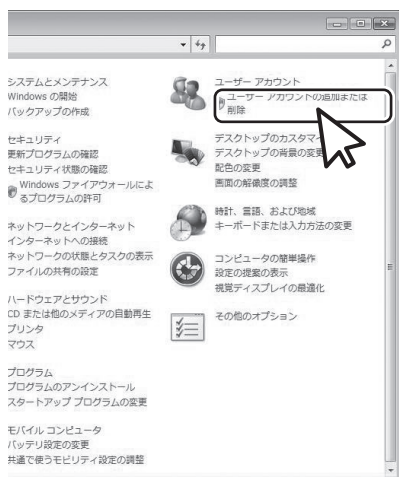 システムとメンテナンス
Windows の開始
バックアップの作成
セキュリティ
更新プログラムの確認
セキュリティ状態の確認
Windows ファイアウォールによ
るプログラムの許可
ネットワークとインターネット
インターネットへの接続
ネットワークの状態とタスクの表示
ファイルの共有の設定
ハードウェアとサウンド
CD または他のメディアの自動再生
プリンタ
マウス
プログラム
プログラムのアンインストール
スタートアップ プログラムの変更
モバイル コンピュータ
バッテリ設定の変更
共通で使うモビリティ設定の調整
ユーザー アカウント
ユーザー アカウントの追加または
削除
デスクトップのカスタマ
デスクトップの背景の変更
配色の変更
画面の解像度の調整
時計、言語、および地域
キーボードまたは入力方法の変更
コンピュータの簡単操作
設定の提案の表示
視覚ディスプレイの最適化
その他のオプション